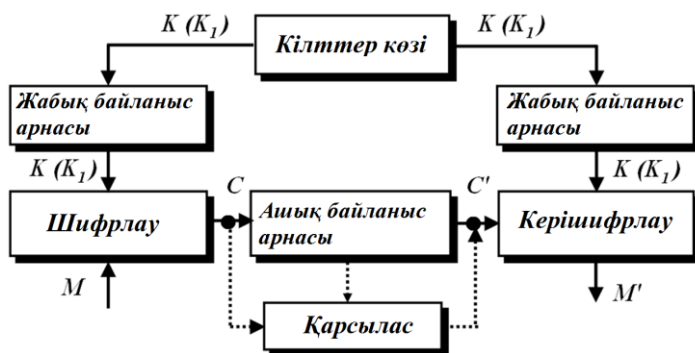 K (K₁) Кілттер көзі K (K₁)
Жабық байланыс арнасы
Жабық байланыс арнасы
K (K₁) K (K₁)
C C'
Шифрлау
Ашық байланыс арнасы
Керішифрлау
M M'
Қарсылас